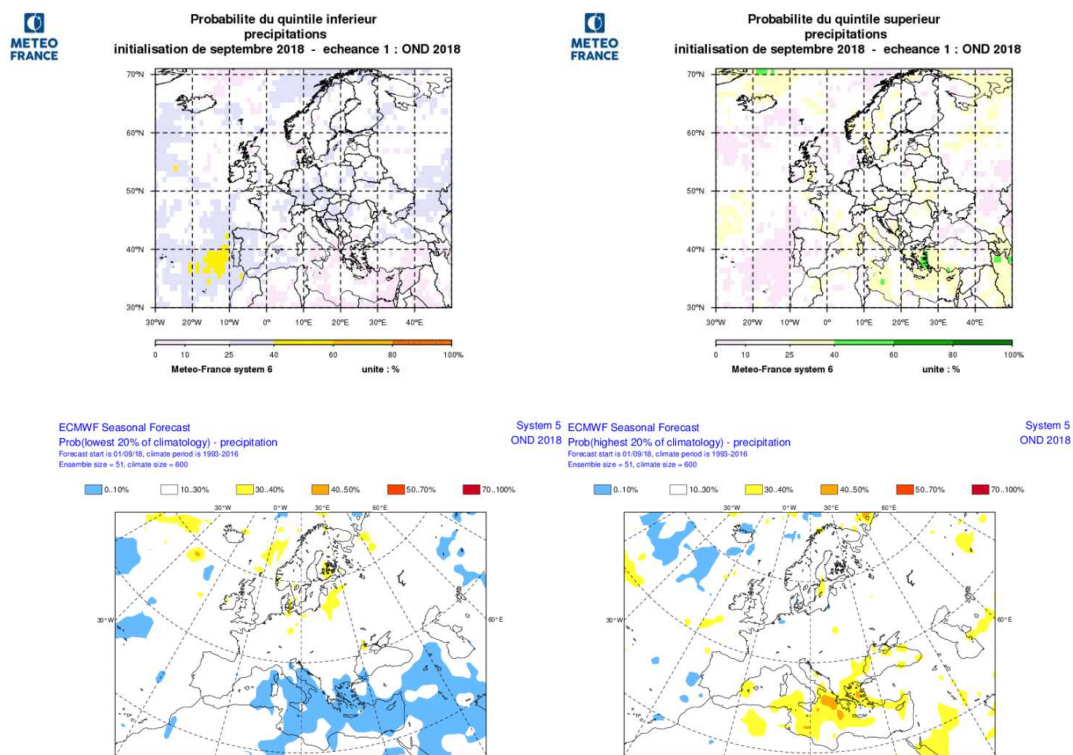 METEO
FRANCE
Probabilite du quintile inferieur
precipitations
initialisation de septembre 2018 - echeance 1 : OND 2018
70°N
60°N
50°N
40°N
30°N
30°W 20°W 10°W 0° 10°E 20°E 30°E 40°E
0 10 25 40 60 80 100%
Meteo-France system 6 unite : %
METEO
FRANCE
Probabilite du quintile superieur
precipitations
initialisation de septembre 2018 - echeance 1 : OND 2018
70°N
60°N
50°N
40°N
30°N
30°W 20°W 10°W 0° 10°E 20°E 30°E 40°E
0 10 25 40 60 80 100%
Meteo-France system 6 unite : %
ECMWF Seasonal Forecast System 5
Prob(lowest 20% of climatology) - precipitation OND 2018
Forecast start is 01/09/18, climate period is 1993-2016
Ensemble size = 51, climate size = 600
0..10% 10..30% 30..40% 40..50% 50..70% 70..100%
30°W 0°W 30°E 60°E
30°W 60°E
ECMWF Seasonal Forecast System 5
Prob(highest 20% of climatology) - precipitation OND 2018
Forecast start is 01/09/18, climate period is 1993-2016
Ensemble size = 51, climate size = 600
0..10% 10..30% 30..40% 40..50% 50..70% 70..100%
30°W 0°W 30°E 60°E
30°W 60°E